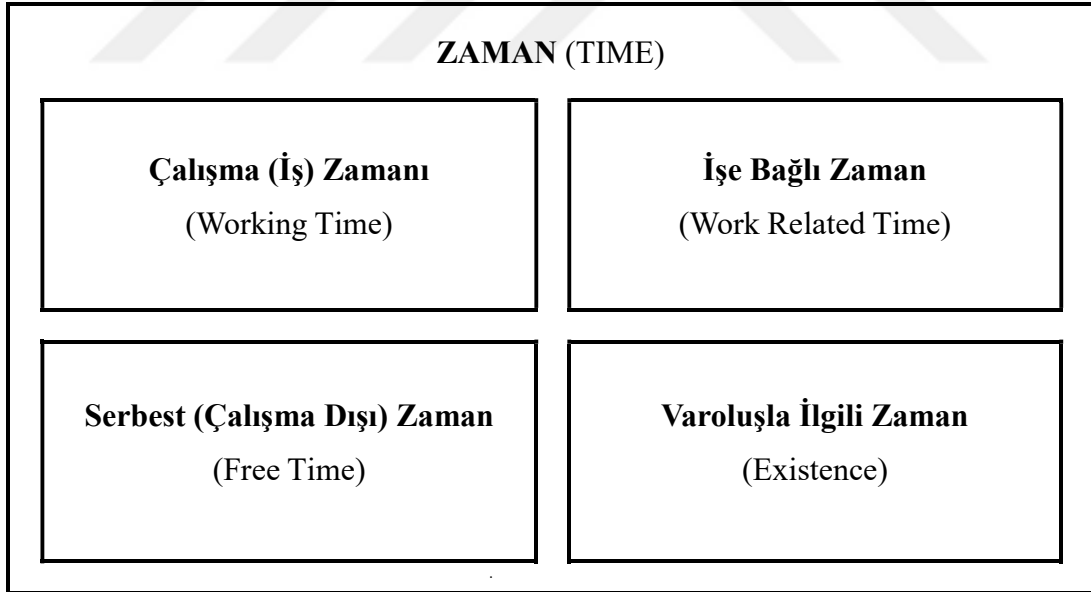 ZAMAN (TIME)
Çalışma (İş) Zamanı
(Working Time)
İşe Bağlı Zaman
(Work Related Time)
Serbest (Çalışma Dışı) Zaman
(Free Time)
Varoluşla İlgili Zaman
(Existence)